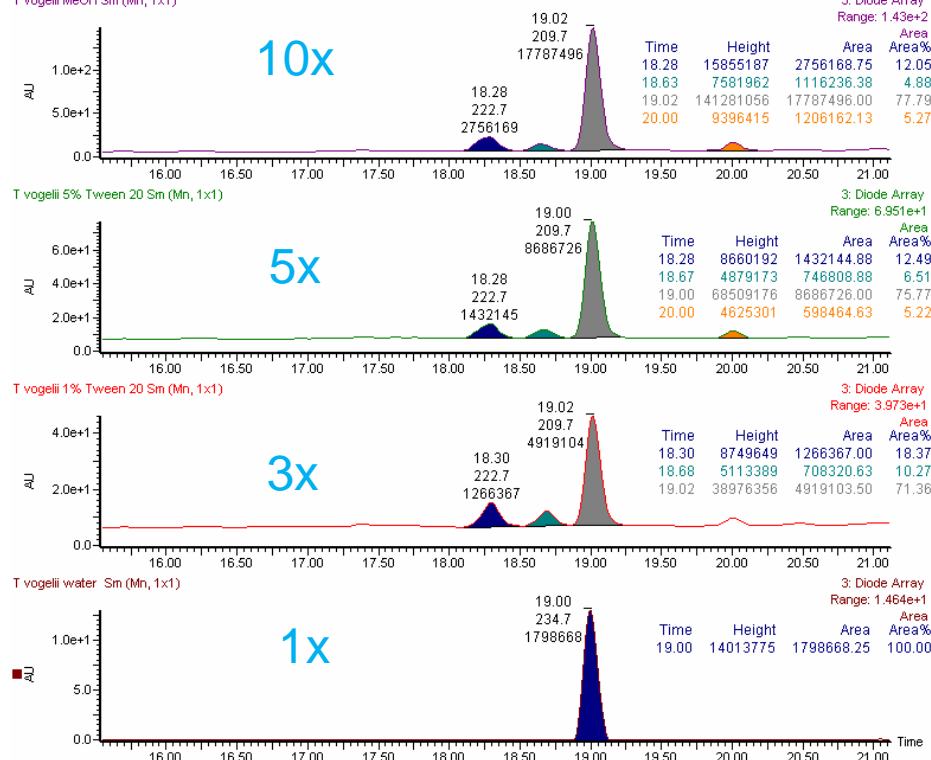 T vogelii MeOH Sm (Mn, 1x1)
3: Diode Array
Range: 1.43e+2
Area
Time Height Area Area%
18.28 15855187 2756168.75 12.05
18.63 7581962 1116236.38 4.88
19.02 141281056 17787496.00 77.79
20.00 9396415 1206162.13 5.27
10x
19.02
209.7
17787496
18.28
222.7
2756169
AU
1.0e+2
5.0e+1
0.0
16.00 16.50 17.00 17.50 18.00 18.50 19.00 19.50 20.00 20.50 21.00
T vogelii 5% Tween 20 Sm (Mn, 1x1)
3: Diode Array
Range: 6.951e+1
Area
Time Height Area Area%
18.28 8660192 1432144.88 12.49
18.67 4879173 746808.88 6.51
19.00 68509176 8686726.00 75.77
20.00 4625301 598464.63 5.22
5x
19.00
209.7
8686726
18.28
222.7
1432145
AU
6.0e+1
4.0e+1
2.0e+1
0.0
16.00 16.50 17.00 17.50 18.00 18.50 19.00 19.50 20.00 20.50 21.00
T vogelii 1% Tween 20 Sm (Mn, 1x1)
3: Diode Array
Range: 3.973e+1
Area
Time Height Area Area%
18.30 8749649 1266367.00 18.37
18.68 5113389 708320.63 10.27
19.02 38976356 4919103.50 71.36
3x
19.02
209.7
4919104
18.30
222.7
1266367
AU
4.0e+1
2.0e+1
0.0
16.00 16.50 17.00 17.50 18.00 18.50 19.00 19.50 20.00 20.50 21.00
T vogelii water Sm (Mn, 1x1)
3: Diode Array
Range: 1.464e+1
Area
Time Height Area Area%
19.00 14013775 1798668.25 100.00
1x
19.00
234.7
1798668
AU
1.0e+1
5.0
0.0
Time
16.00 16.50 17.00 17.50 18.00 18.50 19.00 19.50 20.00 20.50 21.00